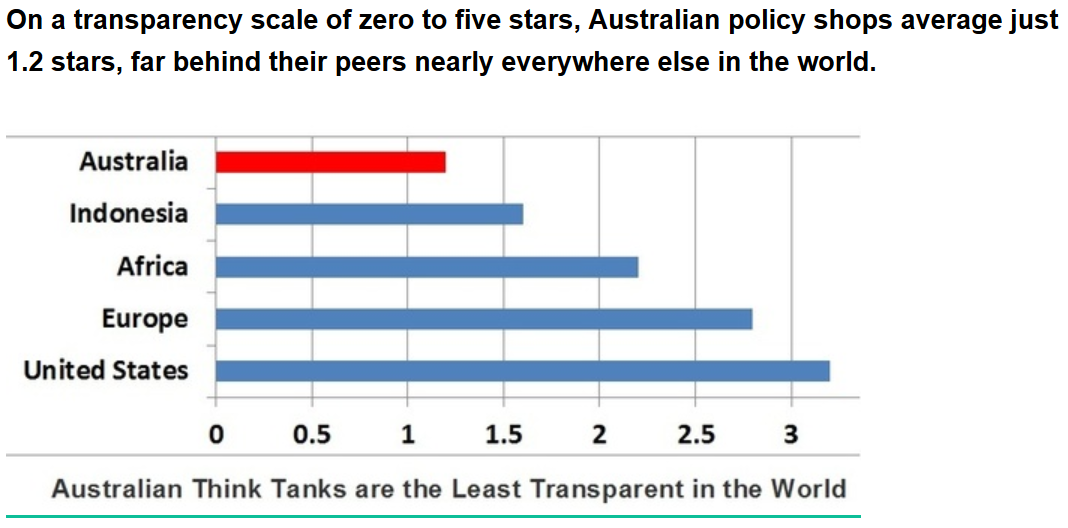 On a transparency scale of zero to five stars, Australian policy shops average just
1.2 stars, far behind their peers nearly everywhere else in the world.
Australia
Indonesia
Africa
Europe
United States
0 0.5 1 1.5 2 2.5 3
Australian Think Tanks are the Least Transparent in the World